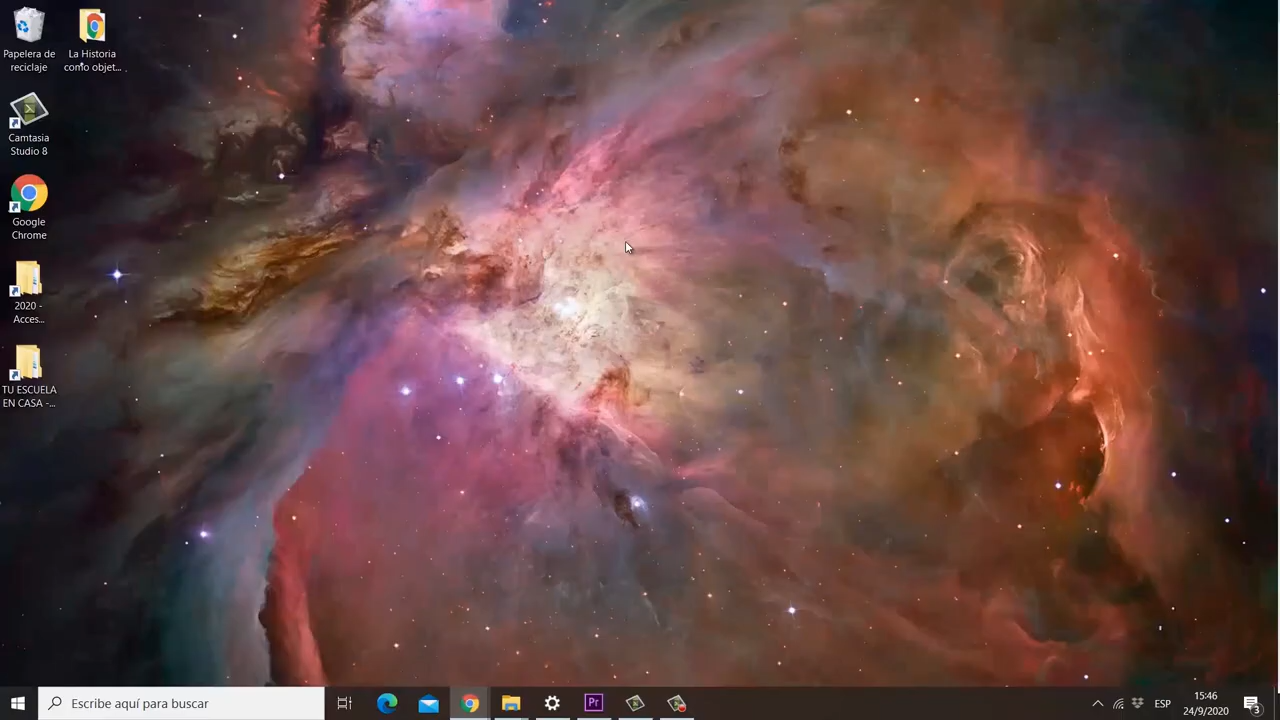 Papelera de
reciclaje
La Historia
como objet...
Camtasia
Studio 8
Google
Chrome
2020 -
Acces...
TU ESCUELA
EN CASA -...
Escribe aquí para buscar
Pr
ESP
15:46
24/9/2020
3